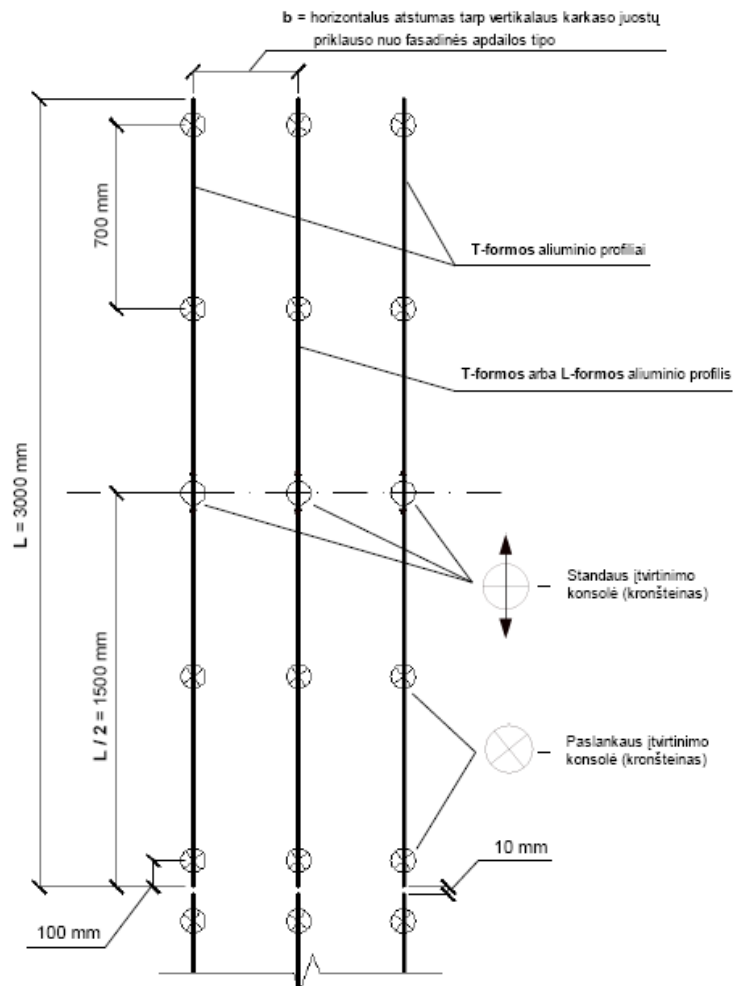 b = horizontalus atstumas tarp vertikalaus karkaso juostų
priklauso nuo fasadinės apdailos tipo
700 mm
T-formos aliuminio profiliai
T-formos arba L-formos aliuminio profilis
L = 3000 mm
Standaus įtvirtinimo
konsolė (kronšteinas)
L / 2 = 1500 mm
Paslankaus įtvirtinimo
konsolė (kronšteinas)
10 mm
100 mm